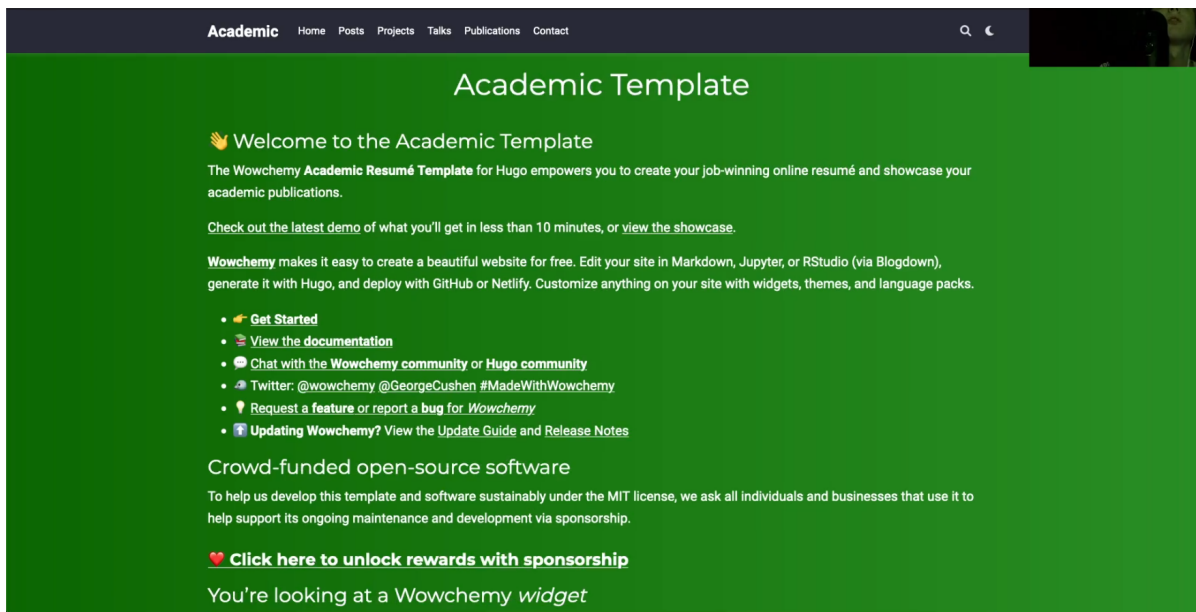 Academic Home Posts Projects Talks Publications Contact
Academic Template
👋 Welcome to the Academic Template
The Wowchemy Academic Resumé Template for Hugo empowers you to create your job-winning online resumé and showcase your
academic publications.
Check out the latest demo of what you'll get in less than 10 minutes, or view the showcase.
Wowchemy makes it easy to create a beautiful website for free. Edit your site in Markdown, Jupyter, or RStudio (via Blogdown),
generate it with Hugo, and deploy with GitHub or Netlify. Customize anything on your site with widgets, themes, and language packs.
• 👉 Get Started
• 📚 View the documentation
• 💬 Chat with the Wowchemy community or Hugo community
• 🐦 Twitter: @wowchemy @GeorgeCushen #MadeWithWowchemy
• 💡 Request a feature or report a bug for Wowchemy
• ⬆️ Updating Wowchemy? View the Update Guide and Release Notes
Crowd-funded open-source software
To help us develop this template and software sustainably under the MIT license, we ask all individuals and businesses that use it to
help support its ongoing maintenance and development via sponsorship.
❤️ Click here to unlock rewards with sponsorship
You're looking at a Wowchemy widget